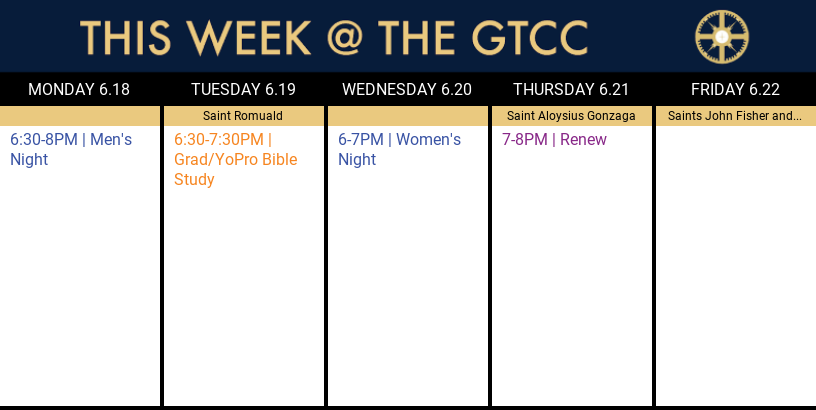 THIS WEEK @ THE GTCC
MONDAY 6.18
TUESDAY 6.19
WEDNESDAY 6.20
THURSDAY 6.21
FRIDAY 6.22
Saint Romuald
Saint Aloysius Gonzaga
Saints John Fisher and...
6:30-8PM | Men's
Night
6:30-7:30PM |
Grad/YoPro Bible
Study
6-7PM | Women's
Night
7-8PM | Renew